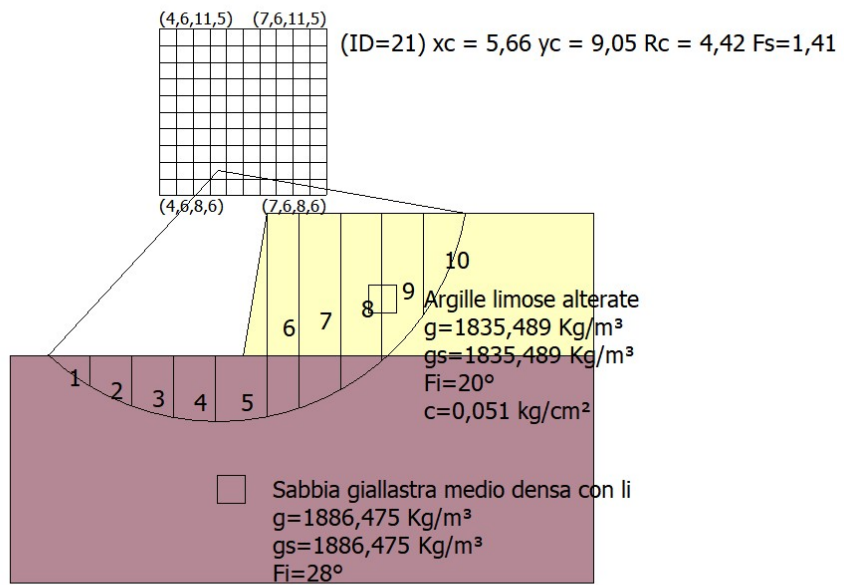 (4,6,11,5) (7,6,11,5)
(ID=21) xc = 5,66 yc = 9,05 Rc = 4,42 Fs=1,41
(4,6,8,6) (7,6,8,6)
10
9
8
7
6
Argille limose alterate
g=1835,489 Kg/m³
gs=1835,489 Kg/m³
Fi=20°
c=0,051 kg/cm²
1
2
3
4
5
Sabbia giallastra medio densa con li
g=1886,475 Kg/m³
gs=1886,475 Kg/m³
Fi=28°